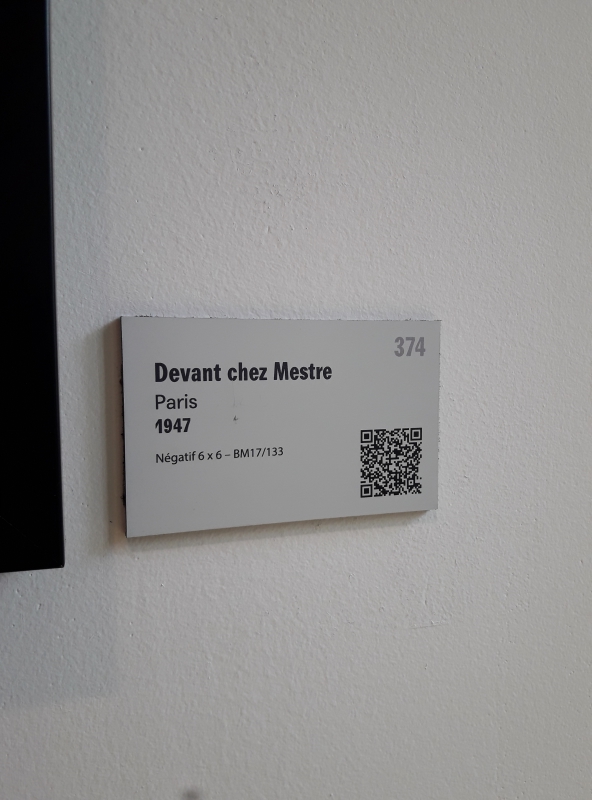 374
Devant chez Mestre
Paris
1947
Négatif 6 x 6 – BM17/133